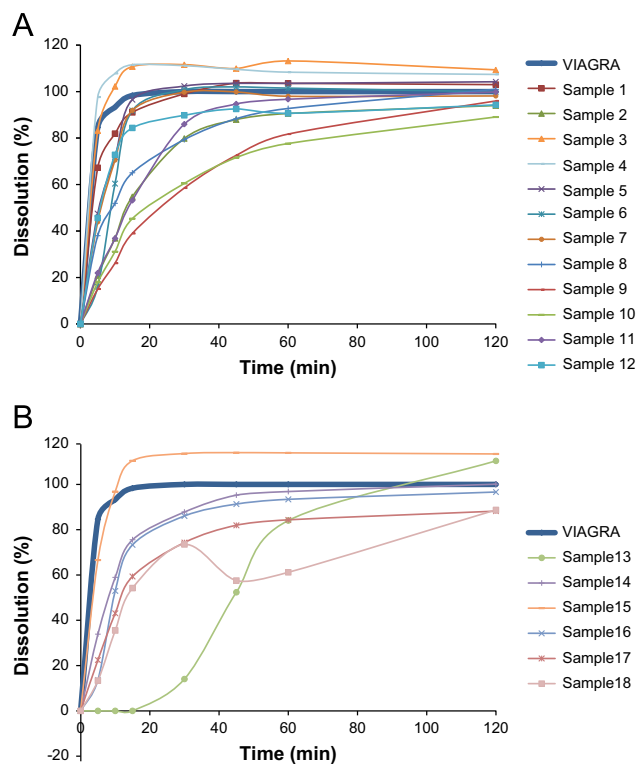 A
120
100
80
60
40
20
0
Dissolution (%)
0 20 40 60 80 100 120
Time (min)
VIAGRA
Sample 1
Sample 2
Sample 3
Sample 4
Sample 5
Sample 6
Sample 7
Sample 8
Sample 9
Sample 10
Sample 11
Sample 12
B
120
100
80
60
40
20
0
-20
Dissolution (%)
0 20 40 60 80 100 120
Time (min)
VIAGRA
Sample13
Sample14
Sample15
Sample16
Sample17
Sample18